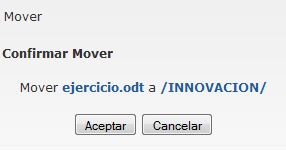 Mover
Confirmar Mover
Mover ejercicio.odt a /INNOVACION/
Aceptar Cancelar